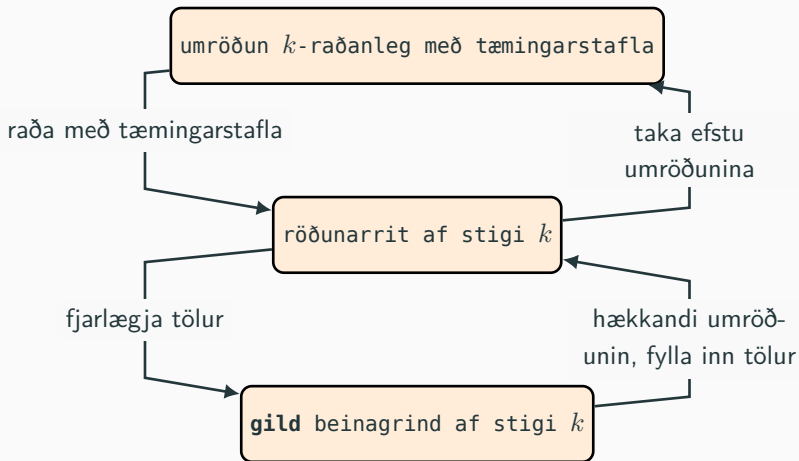 umröðun k-raðanleg með tæmingarstafla
raða með tæmingarstafla
taka efstu
umröðunina
röðunarrit af stigi k
fjarlægja tölur
hækkandi umröð-
unin, fylla inn tölur
gild beinagrind af stigi k